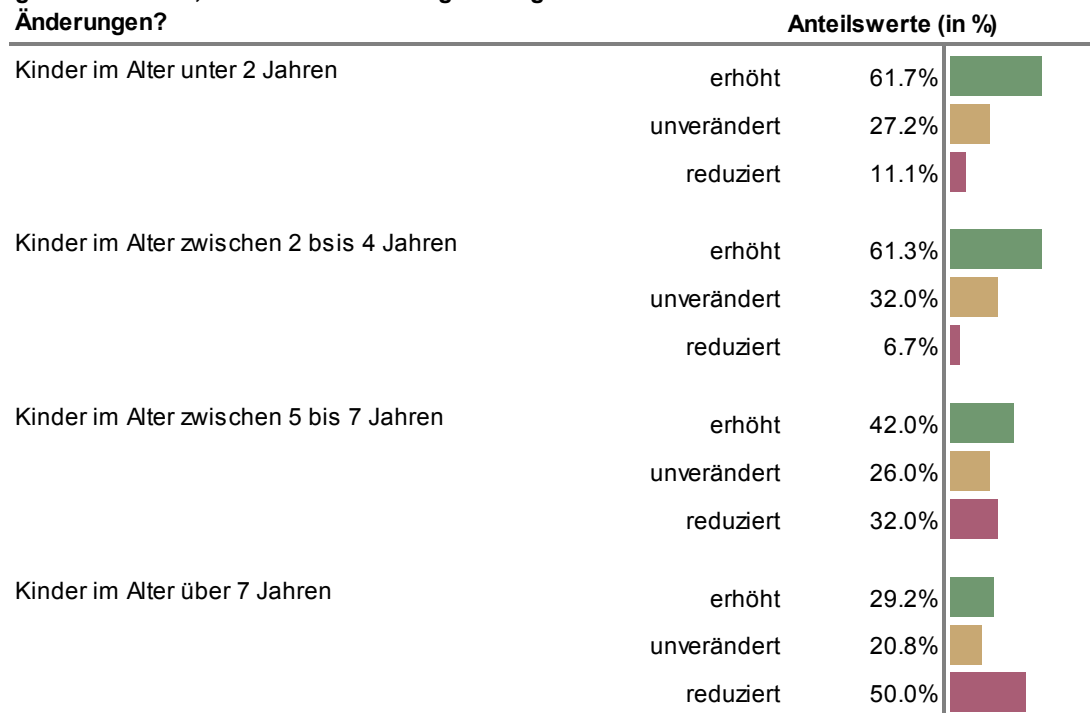 Änderungen? Anteilswerte (in %)
Kinder im Alter unter 2 Jahren erhöht 61.7%
unverändert 27.2%
reduziert 11.1%
Kinder im Alter zwischen 2 bsis 4 Jahren erhöht 61.3%
unverändert 32.0%
reduziert 6.7%
Kinder im Alter zwischen 5 bis 7 Jahren erhöht 42.0%
unverändert 26.0%
reduziert 32.0%
Kinder im Alter über 7 Jahren erhöht 29.2%
unverändert 20.8%
reduziert 50.0%